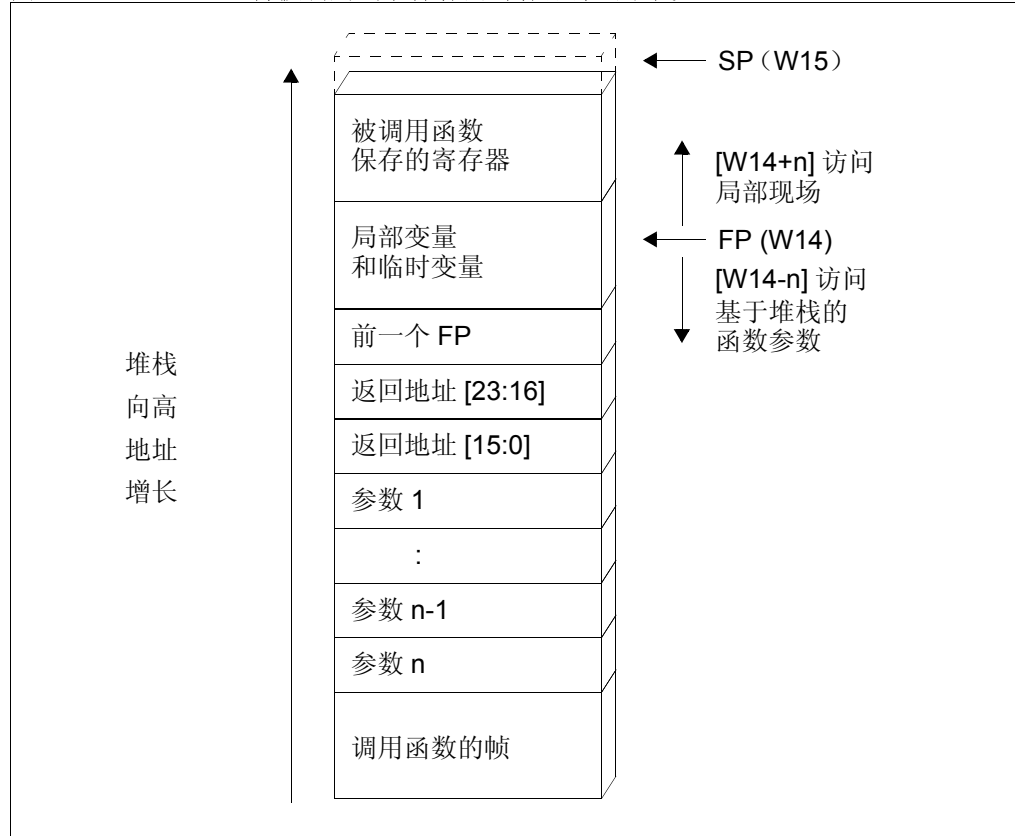 SP（W15）
被调用函数
保存的寄存器
[W14+n] 访问
局部现场
局部变量
和临时变量
FP (W14)
[W14-n] 访问
基于堆栈的
函数参数
前一个 FP
堆栈
向高
地址
增长
返回地址 [23:16]
返回地址 [15:0]
参数 1
:
参数 n-1
参数 n
调用函数的帧